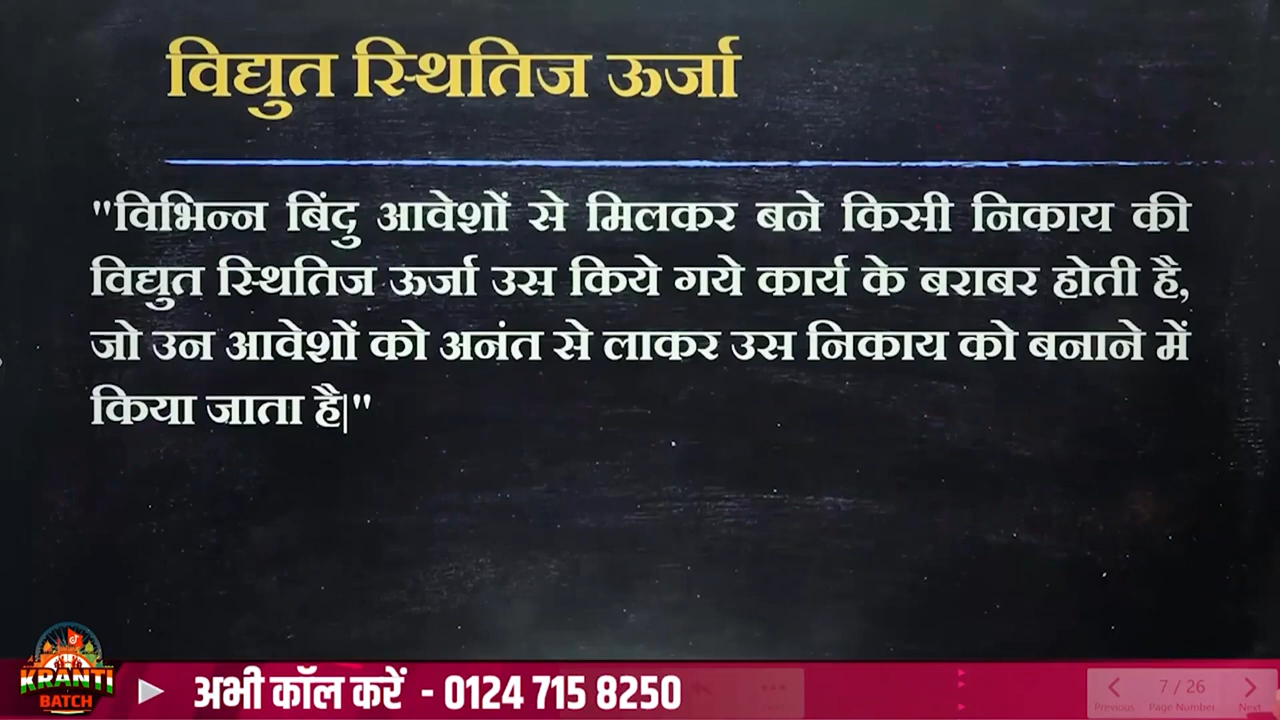 विद्युत स्थितिज ऊर्जा
"विभिन्न बिंदु आवेशों से मिलकर बने किसी निकाय की
विद्युत स्थितिज ऊर्जा उस किये गये कार्य के बराबर होती है,
जो उन आवेशों को अनंत से लाकर उस निकाय को बनाने में
किया जाता है|"
KRANTI
BATCH
अभी कॉल करें - 0124 715 8250
7 / 26
Previous Page Number Next